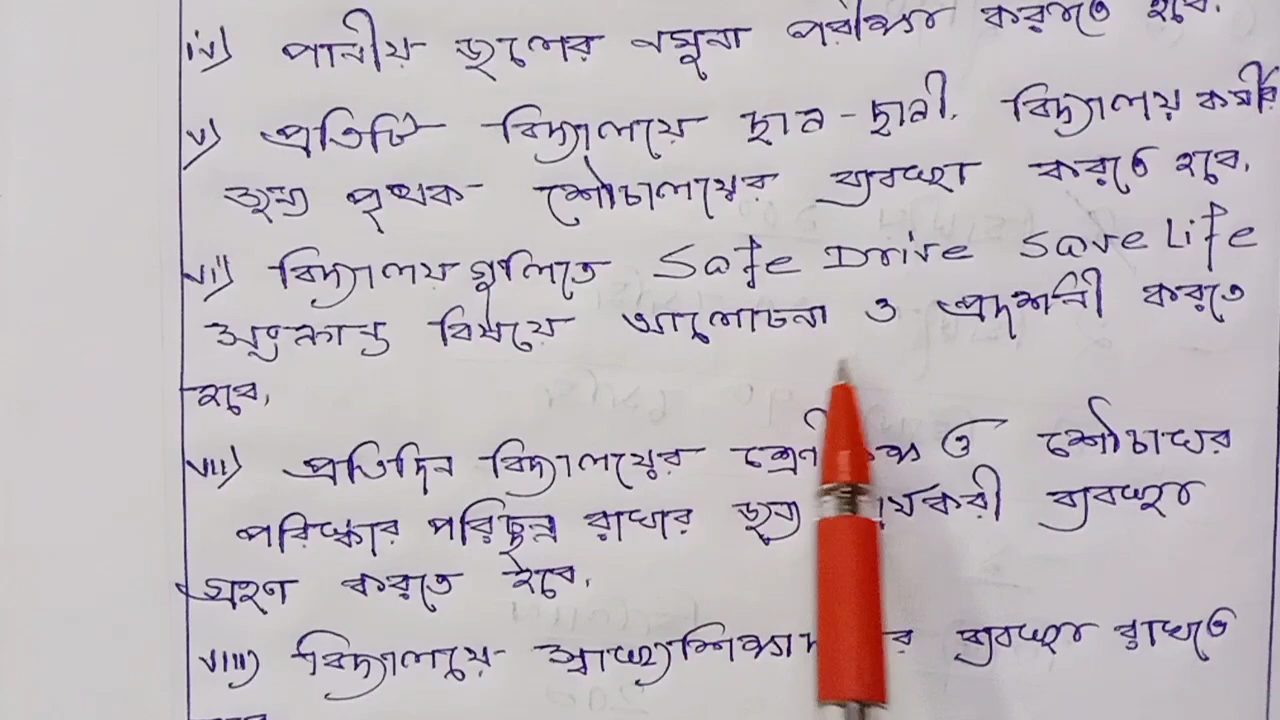 iv) পানীয় জলের নমুনা পরীক্ষা করতে হবে.
v) প্রতিটি বিদ্যালয়ে ছাত্র-ছাত্রী. বিদ্যালয় কর্মীর
জন্য পৃথক শৌচালয়ের ব্যবস্থা করতে হবে.
vi) বিদ্যালয়গুলিতে Safe Drive Save Life
সংক্রান্ত বিষয়ে আলোচনা ও প্রদর্শনী করতে
হবে.
vii) প্রতিদিন বিদ্যালয়ের ও শৌচাগার
পরিষ্কার পরিচ্ছন্ন রাখার জন্য ব্যবস্থা
গ্রহণ করতে হবে.
viii) বিদ্যালয়ে ব্যবস্থা রাখতে